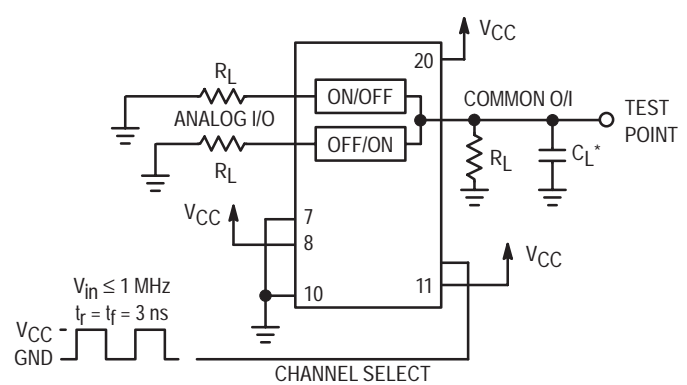 VCC
20
RL
ON/OFF
COMMON O/I
TEST
POINT
ANALOG I/O
OFF/ON
RL
RL
CL*
VCC
7
8
VCC
11
10
Vin ≤ 1 MHz
tr = tf = 3 ns
VCC
GND
CHANNEL SELECT